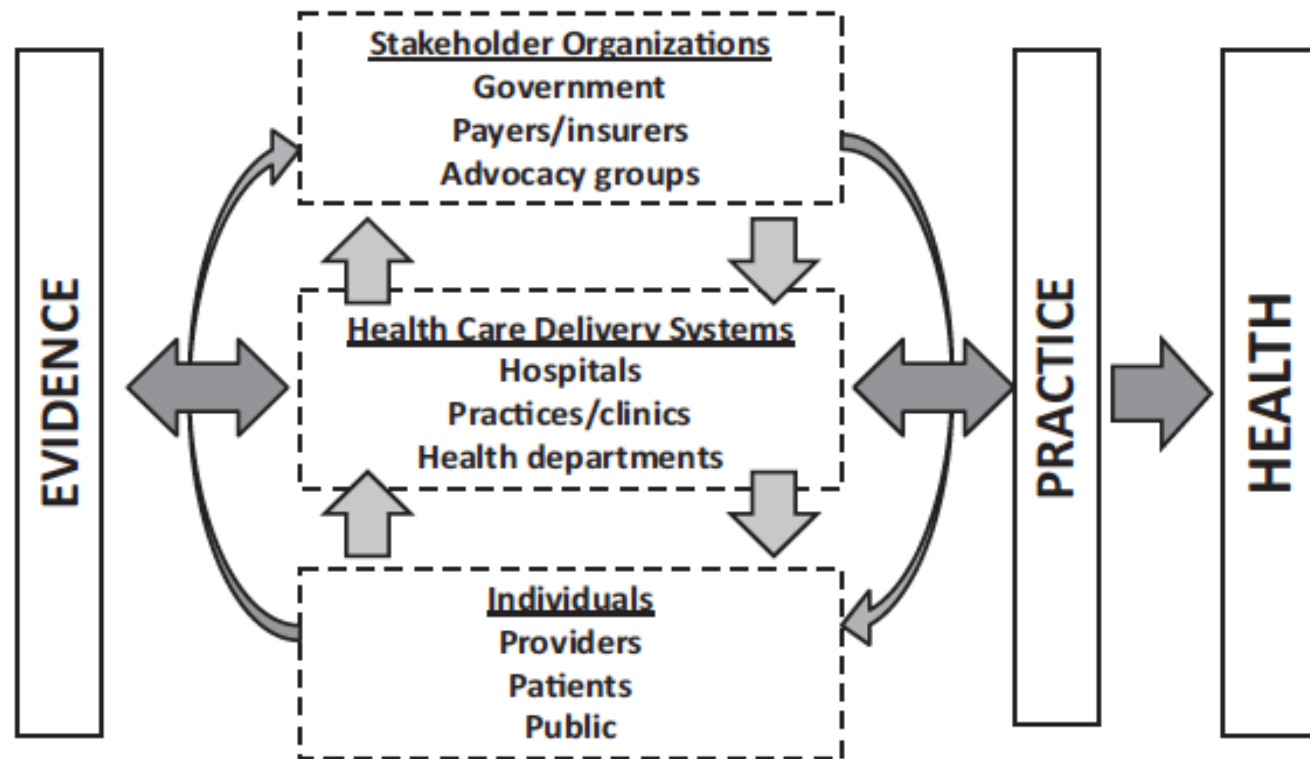 EVIDENCE
Stakeholder Organizations
Government
Payers/insurers
Advocacy groups
Health Care Delivery Systems
Hospitals
Practices/clinics
Health departments
Individuals
Providers
Patients
Public
PRACTICE
HEALTH